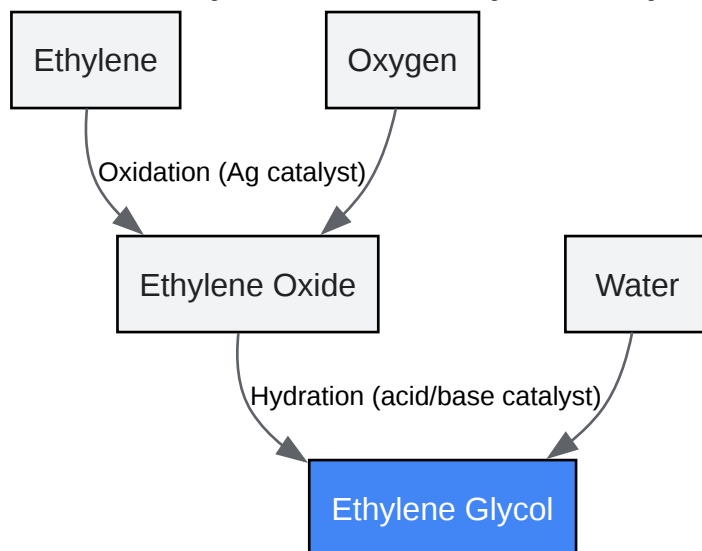 Ethylene
Oxygen
Oxidation (Ag catalyst)
Ethylene Oxide
Water
Hydration (acid/base catalyst)
Ethylene Glycol